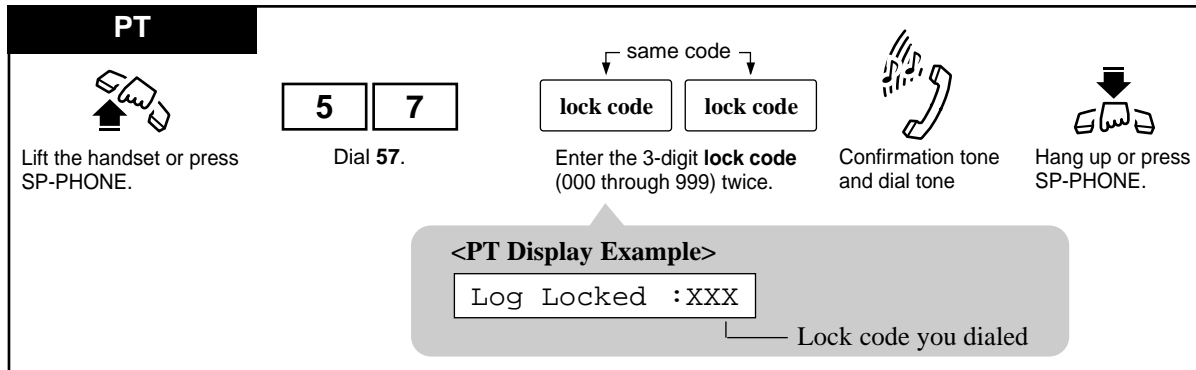 PT
Lift the handset or press
SP-PHONE.
5 7
Dial 57.
same code
lock code lock code
Enter the 3-digit lock code
(000 through 999) twice.
Confirmation tone
and dial tone
Hang up or press
SP-PHONE.
<PT Display Example>
Log Locked :XXX
Lock code you dialed